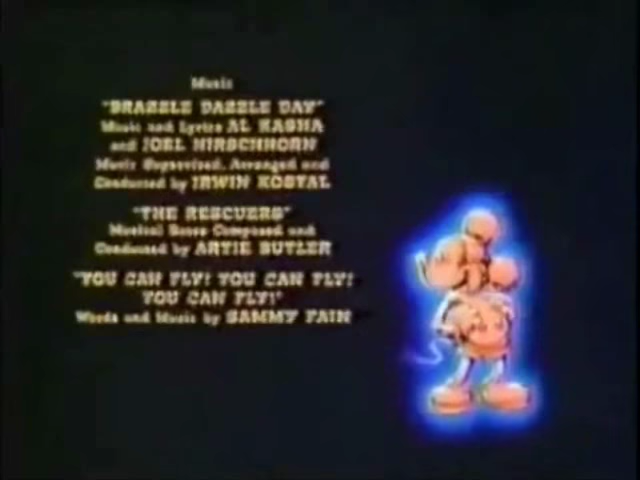 Music
"BRAZZLE DAZZLE DAY"
Music and Lyrics AL KASHA
and JOEL HIRSCHHORN
Music Supervised, Arranged and
Conducted by IRWIN KOSTAL
"THE RESCUERS"
Musical Score Composed and
Conducted by ARTIE BUTLER
"YOU CAN FLY! YOU CAN FLY!
YOU CAN FLY!"
Words and Music by SAMMY FAIN